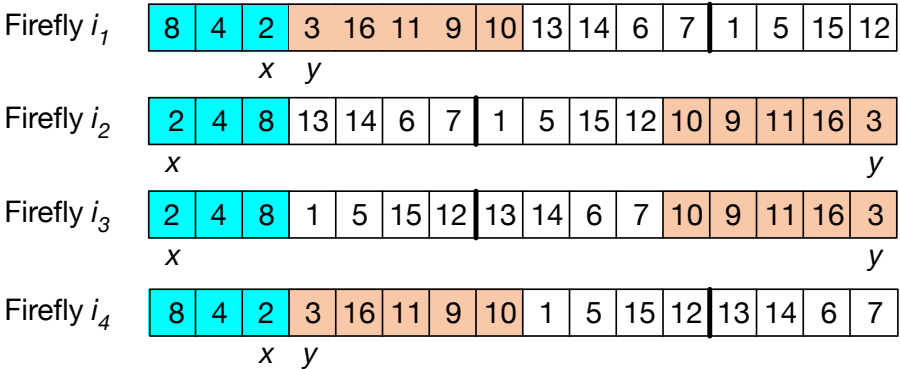 Firefly i1 8 4 2 3 16 11 9 10 13 14 6 7 1 5 15 12
x y
Firefly i2 2 4 8 13 14 6 7 1 5 15 12 10 9 11 16 3
x y
Firefly i3 2 4 8 1 5 15 12 13 14 6 7 10 9 11 16 3
x y
Firefly i4 8 4 2 3 16 11 9 10 1 5 15 12 13 14 6 7
x y